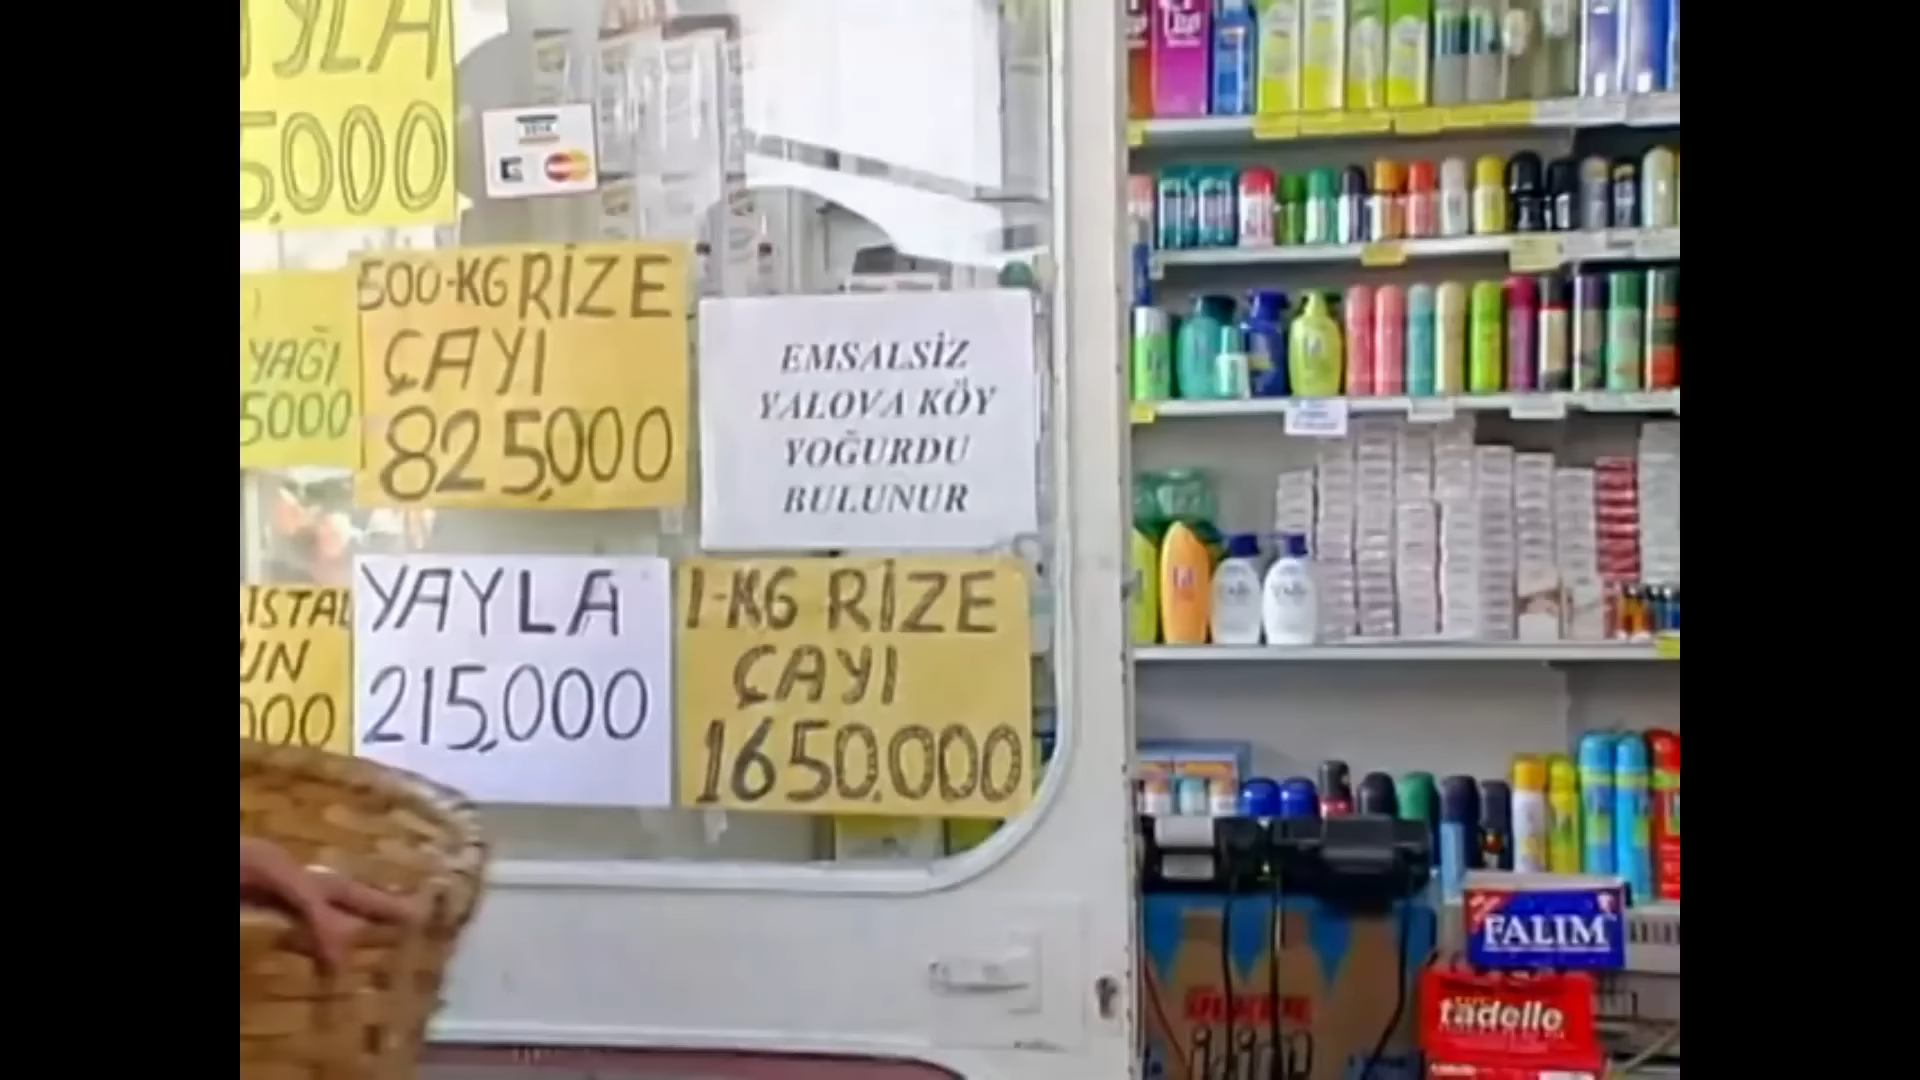 YLA
5,000
500-KG RİZE
ÇAYI
825,000
YAĞI
5000
EMSALSİZ
YALOVA KÖY
YOĞURDU
BULUNUR
YAYLA
215,000
1-KG RİZE
ÇAYI
1650.000
ISTAL
UN
000
FALIM
tadelle
ÜLKER